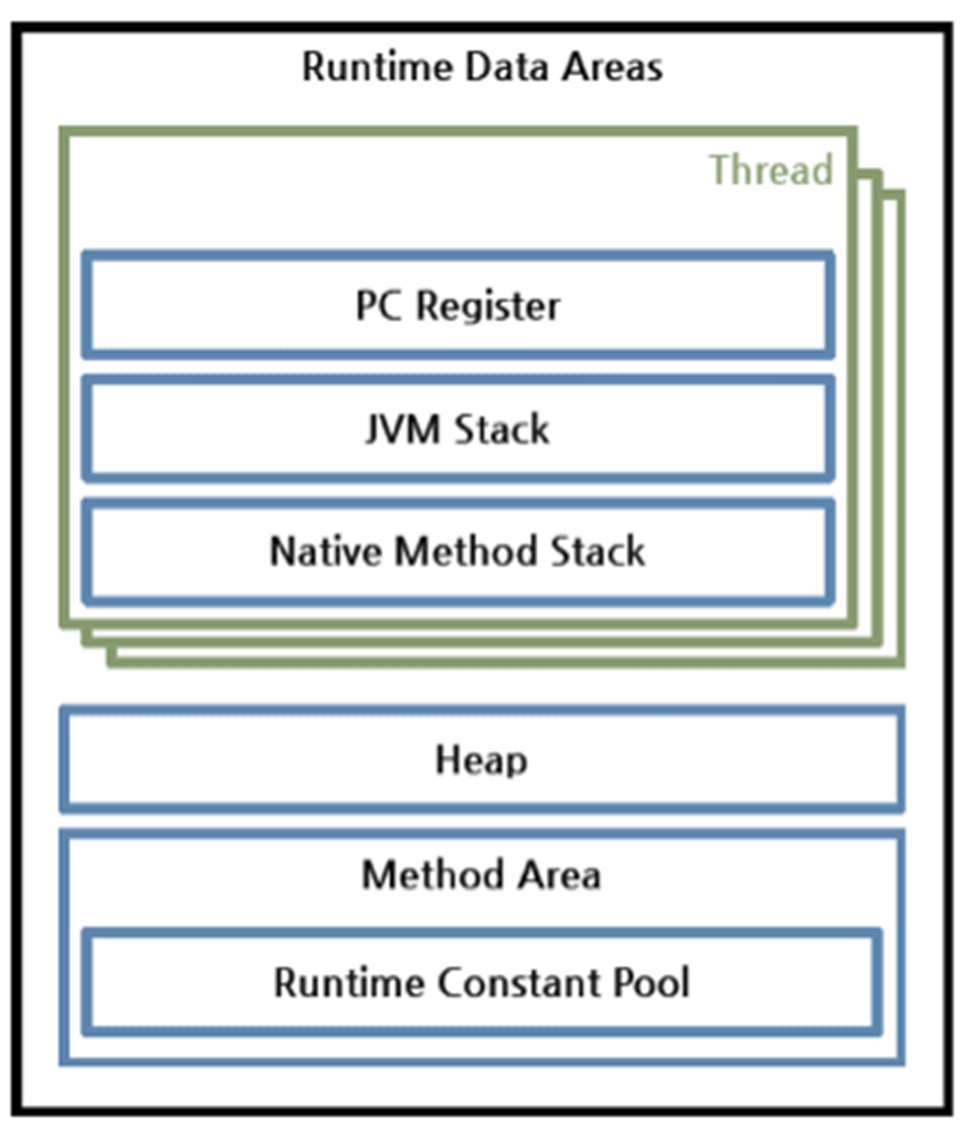 Runtime Data Areas
Thread
PC Register
JVM Stack
Native Method Stack
Heap
Method Area
Runtime Constant Pool